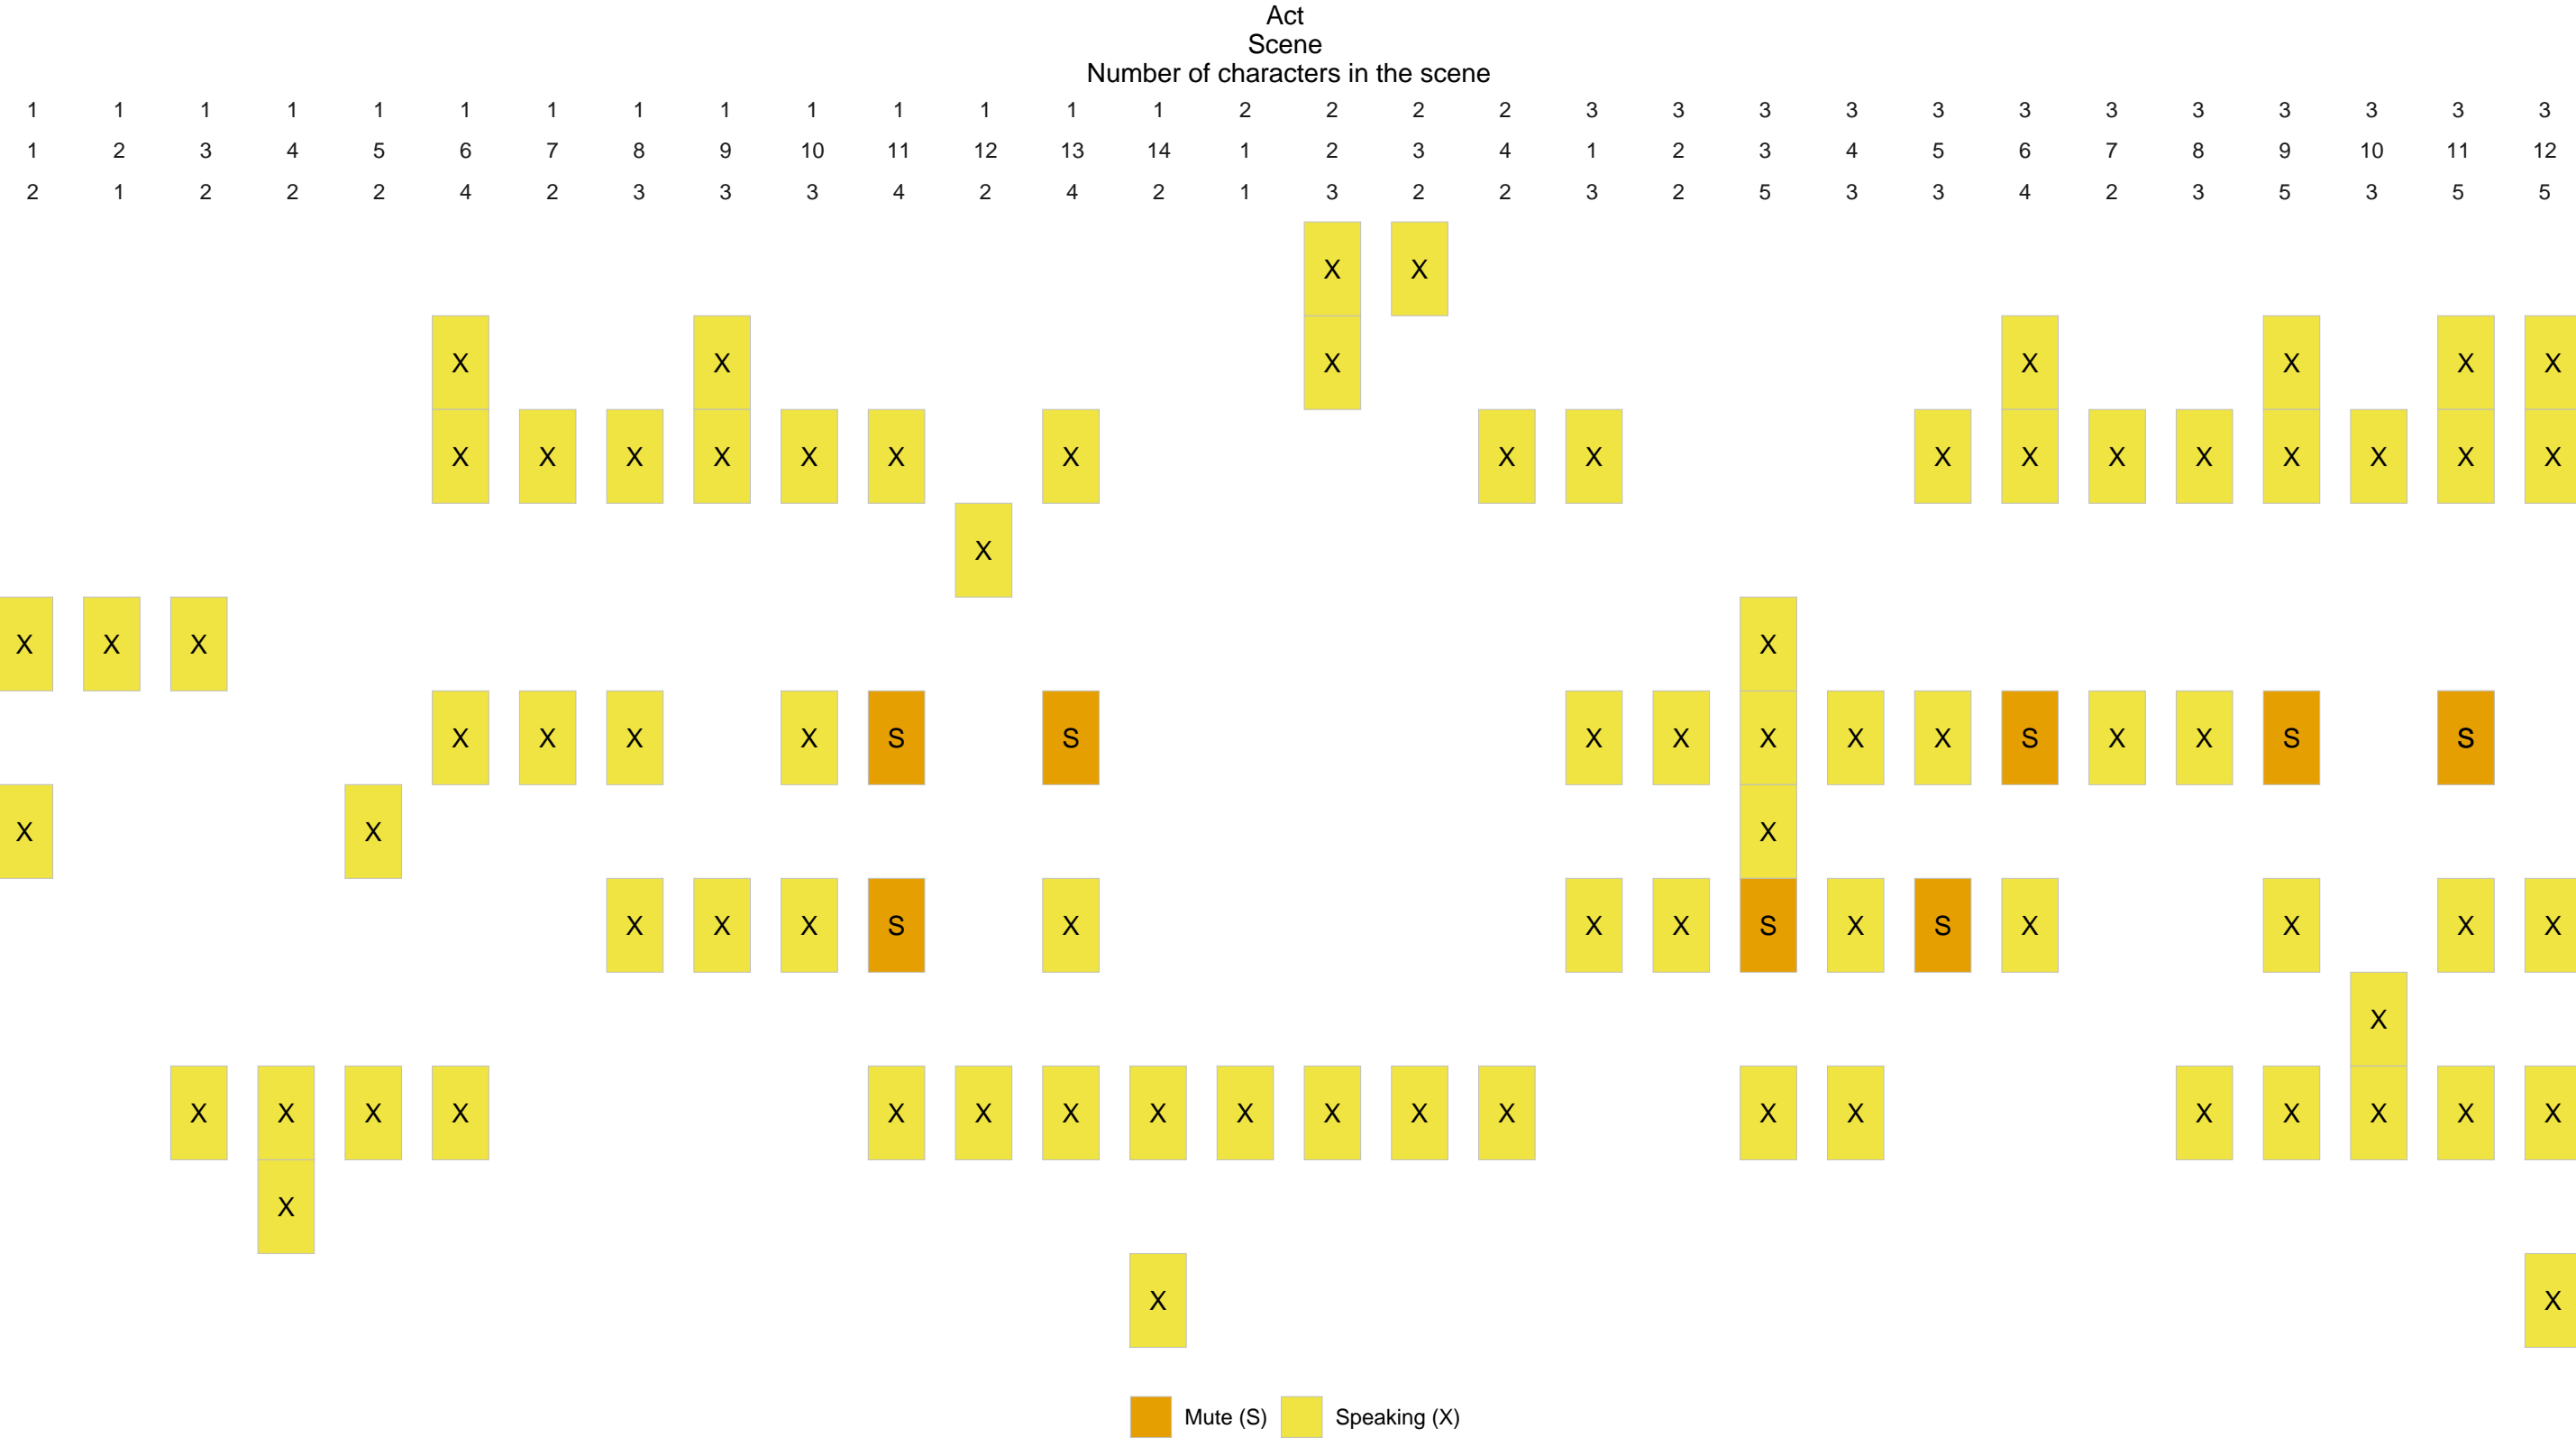 Act
Scene
Number of characters in the scene
1 1 1 1 1 1 1 1 1 1 1 1 1 1 2 2 2 2 3 3 3 3 3 3 3 3 3 3 3 3
1 2 3 4 5 6 7 8 9 10 11 12 13 14 1 2 3 4 1 2 3 4 5 6 7 8 9 10 11 12
2 1 2 2 2 4 2 3 3 3 4 2 4 2 1 3 2 2 3 2 5 3 3 4 2 3 5 3 5 5
X X
X X X X X X X
X X X X X X X X X X X X X X X X X
X
X X X X
X X X X S S X X X X X S X X S S
X X X
X X X S X X X S X S X X X X
X
X X X X X X X X X X X X X X X X X X X
X
X X
Mute (S) Speaking (X)